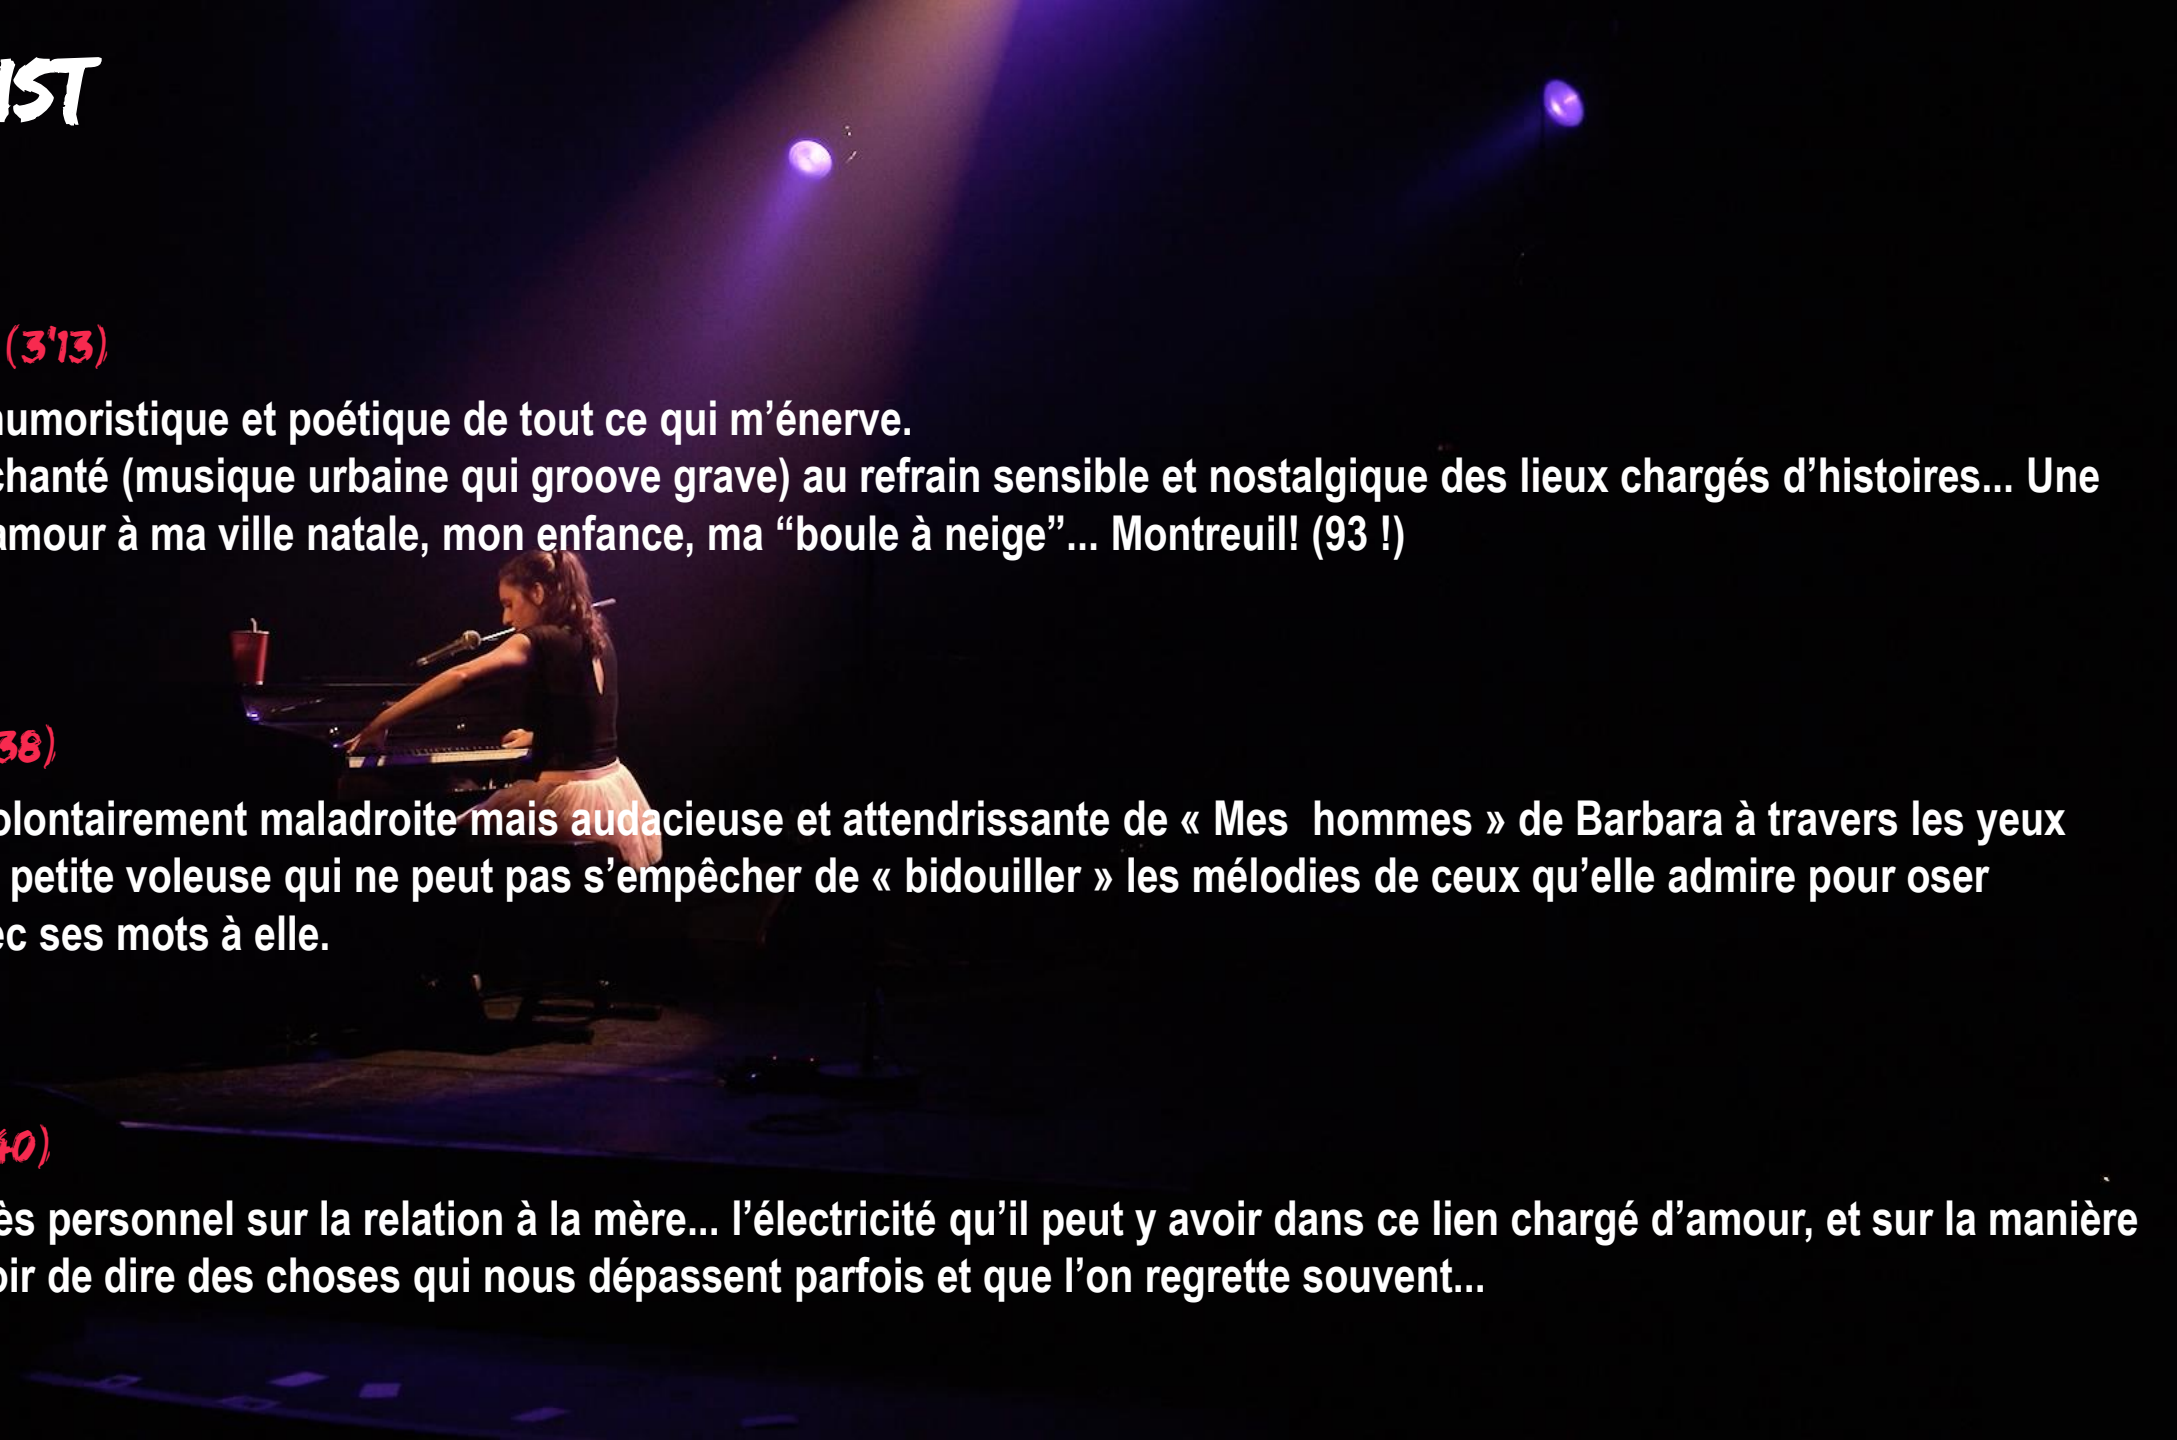 IST
(3'13)
humoristique et poétique de tout ce qui m’énerve.
chanté (musique urbaine qui groove grave) au refrain sensible et nostalgique des lieux chargés d’histoires... Une
amour à ma ville natale, mon enfance, ma “boule à neige”... Montreuil! (93 !)
38)
olontairement maladroite mais audacieuse et attendrissante de « Mes  hommes » de Barbara à travers les yeux
petite voleuse qui ne peut pas s’empêcher de « bidouiller » les mélodies de ceux qu’elle admire pour oser
ec ses mots à elle.
40)
ès personnel sur la relation à la mère... l’électricité qu’il peut y avoir dans ce lien chargé d’amour, et sur la manière
oir de dire des choses qui nous dépassent parfois et que l’on regrette souvent...